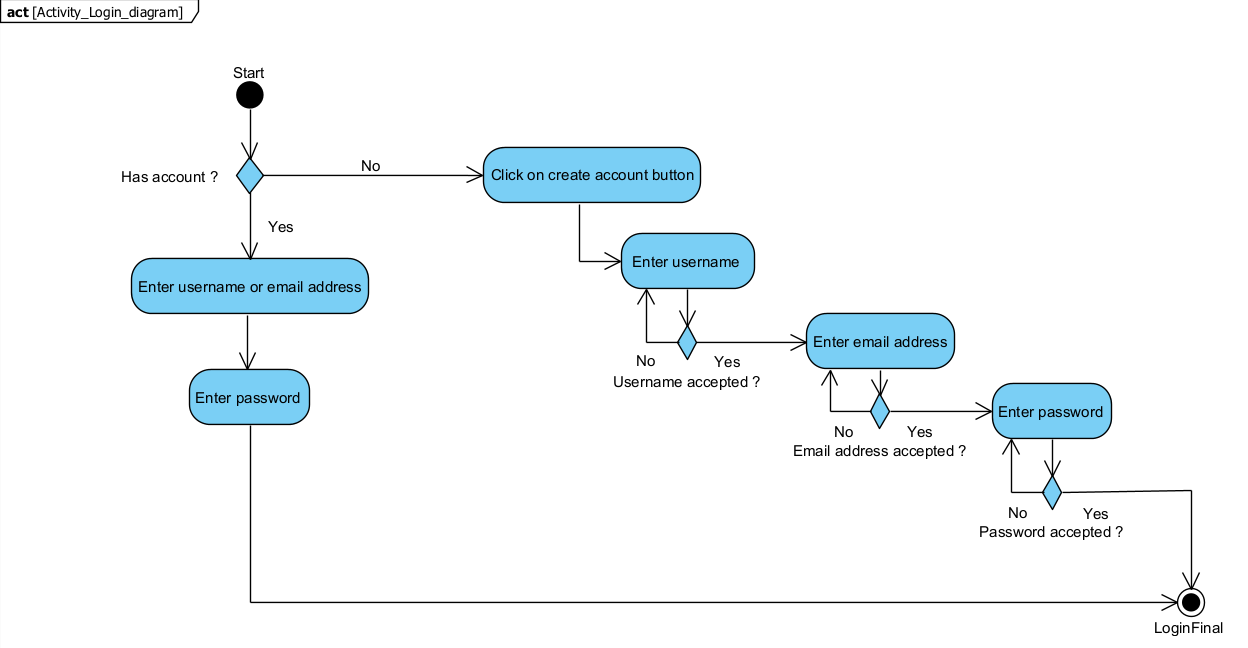 act [Activity_Login_diagram]
Start
Has account ?
No
Click on create account button
Yes
Enter username
Enter username or email address
No
Yes
Enter email address
Username accepted ?
Enter password
Enter password
No
Yes
Email address accepted ?
No
Yes
Password accepted ?
LoginFinal